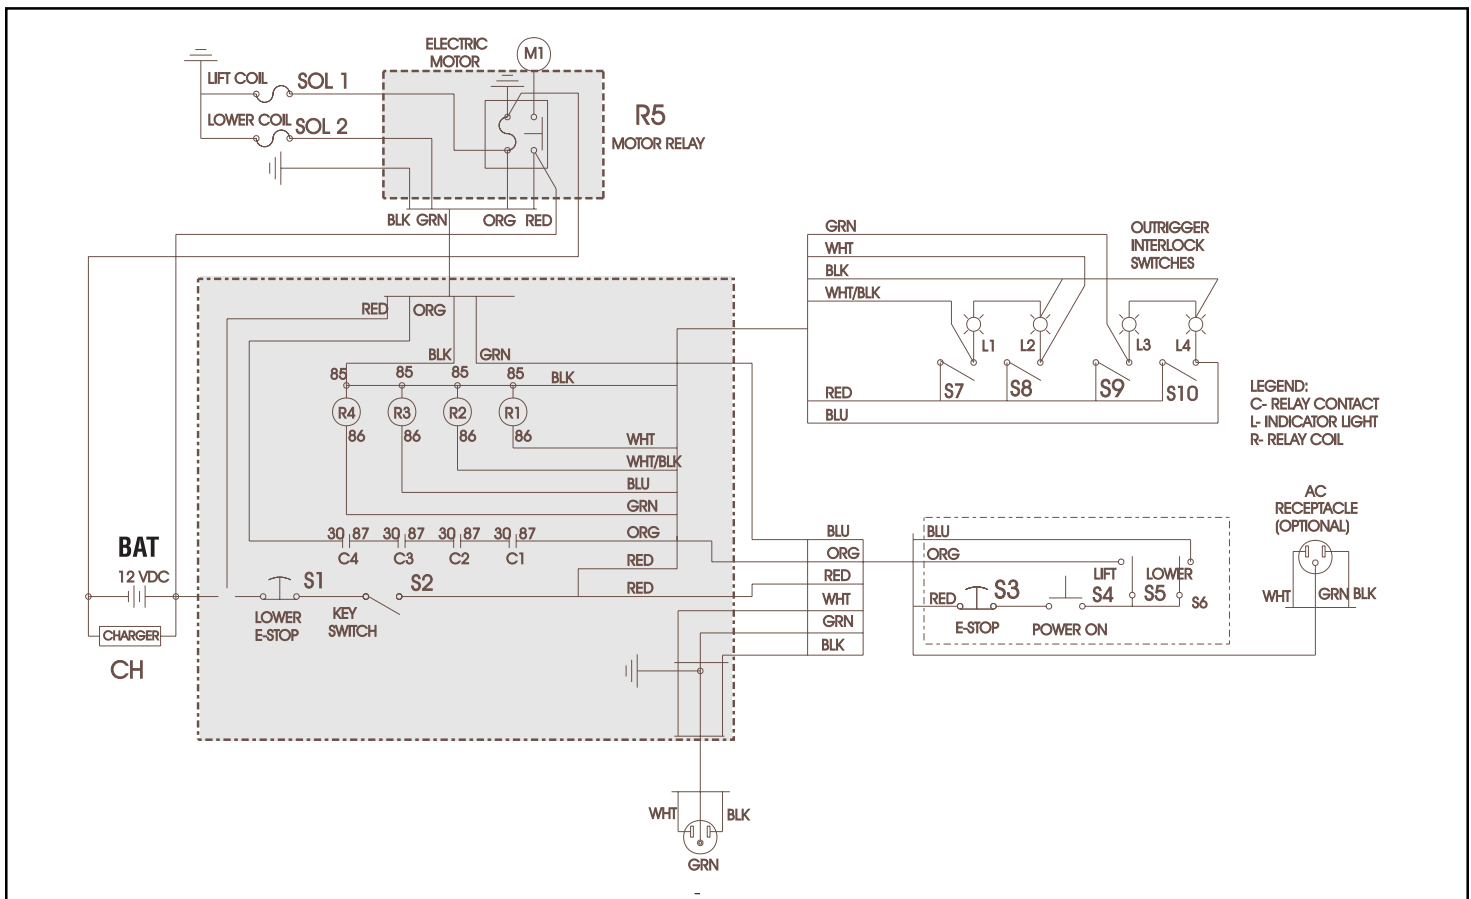 ELECTRIC
MOTOR
M1
LIFT COIL
SOL 1
LOWER COIL
SOL 2
R5
MOTOR RELAY
BLK GRN ORG RED
GRN
WHT
BLK
WHT/BLK
OUTRIGGER
INTERLOCK
SWITCHES
L1 L2 L3 L4
S7 S8 S9 S10
RED
BLU
LEGEND:
C- RELAY CONTACT
L- INDICATOR LIGHT
R- RELAY COIL
RED ORG
BLK GRN
85 85 85 85 BLK
R4 R3 R2 R1
86 86 86 86
WHT
WHT/BLK
BLU
GRN
30 87 30 87 30 87 30 87 ORG
C4 C3 C2 C1
RED
RED
BAT
12 VDC
CHARGER
CH
S1
LOWER
E-STOP
S2
KEY
SWITCH
BLU
ORG
RED
WHT
GRN
BLK
BLU
ORG
RED
S3
E-STOP
LIFT
S4
POWER ON
LOWER
S5
S6
AC
RECEPTACLE
(OPTIONAL)
WHT GRN BLK
WHT BLK
GRN